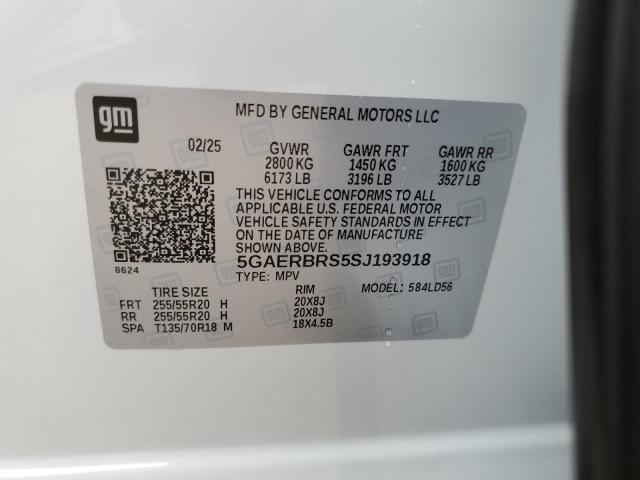 gm
MFD BY GENERAL MOTORS LLC
02/25 GVWR GAWR FRT GAWR RR
2800 KG 1450 KG 1600 KG
6173 LB 3196 LB 3527 LB
THIS VEHICLE CONFORMS TO ALL
APPLICABLE U.S. FEDERAL MOTOR
VEHICLE SAFETY STANDARDS IN EFFECT
ON THE DATE OF MANUFACTURE
SHOWN ABOVE.
8624
5GAERBRS5SJ193918
TYPE: MPV MODEL: 584LD56
TIRE SIZE RIM
FRT 255/55R20 H 20X8J
RR 255/55R20 H 20X8J
SPA T135/70R18 M 18X4.5B